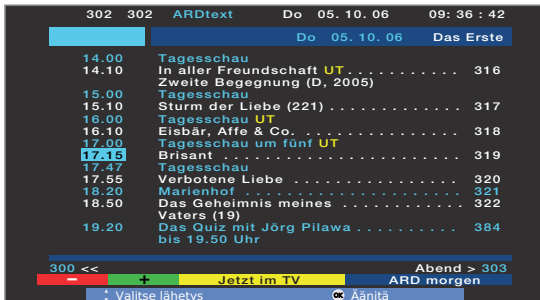 302 302 ARDtext Do 05. 10. 06 09: 36 : 42
Do 05. 10. 06 Das Erste
14.00 Tagesschau
14.10 In aller Freundschaft UT . . . . . . . . . . . 316
Zweite Begegnung (D, 2005)
15.00 Tagesschau
15.10 Sturm der Liebe (221) . . . . . . . . . . . . . 317
16.00 Tagesschau UT
16.10 Eisbär, Affe & Co. . . . . . . . . . . . . . . . . 318
17.00 Tagesschau um fünf UT
17.15 Brisant . . . . . . . . . . . . . . . . . . . . . . . 319
17.47 Tagesschau
17.55 Verbotene Liebe . . . . . . . . . . . . . . . . 320
18.20 Marienhof . . . . . . . . . . . . . . . . . . . . . 321
18.50 Das Geheimnis meines . . . . . . . . . . . . 322
Vaters (19)
19.20 Das Quiz mit Jörg Pilawa . . . . . . . . . . . 384
bis 19.50 Uhr
300 << Abend > 303
− + Jetzt im TV ARD morgen
Valitse lähetys OK Äänitä